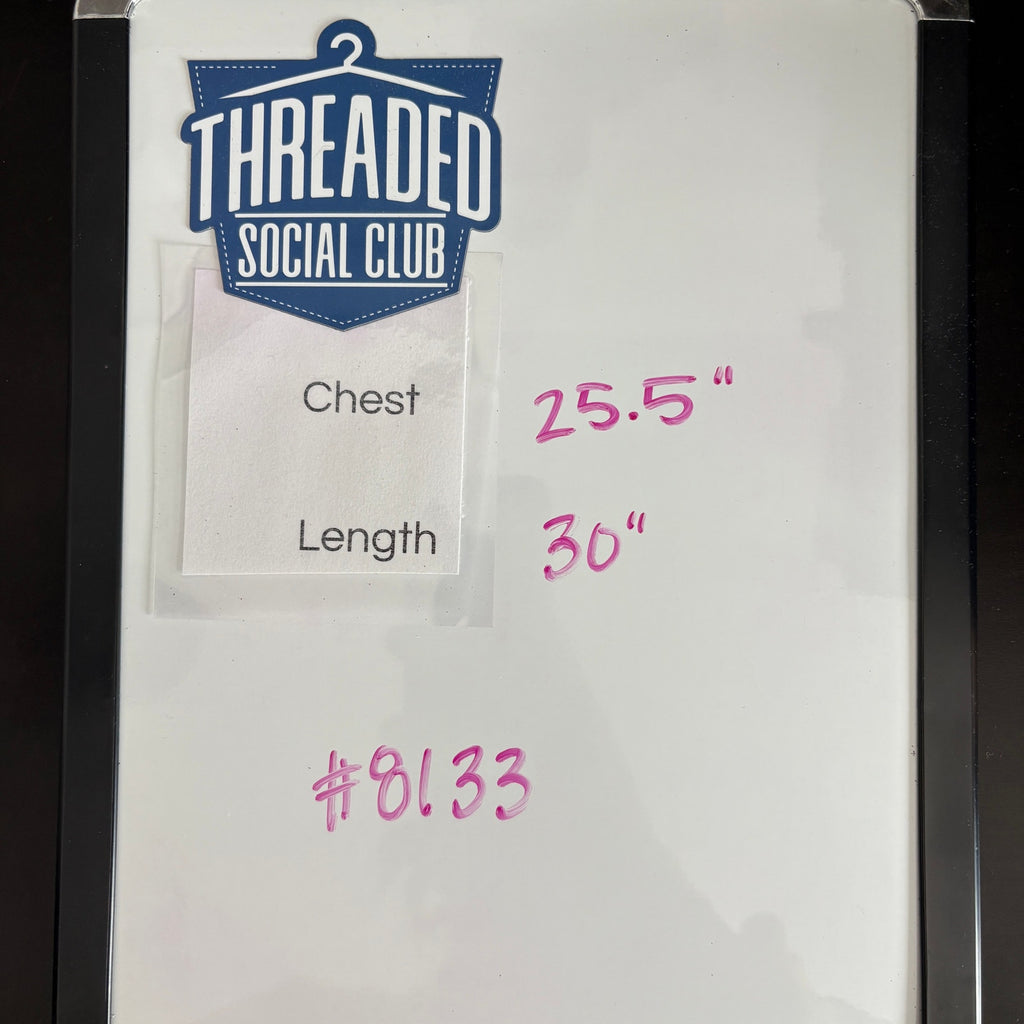 THREADED
SOCIAL CLUB
Chest 25.5"
Length 30"
#8133